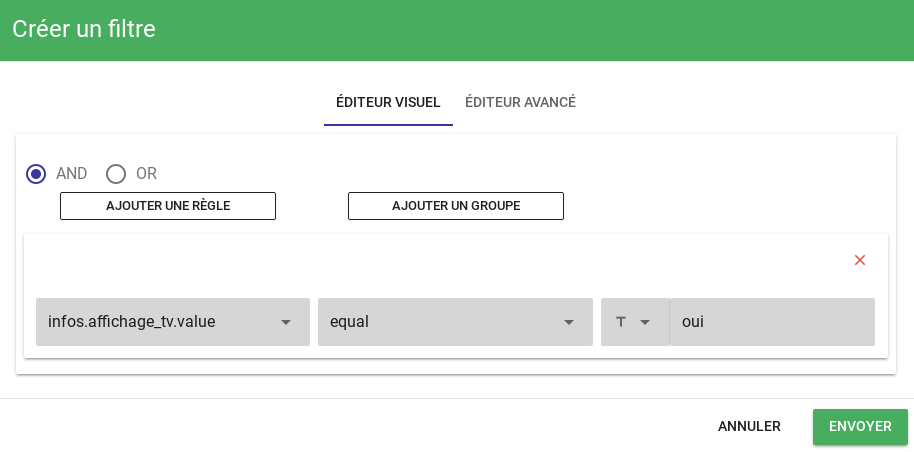 Créer un filtre
ÉDITEUR VISUEL ÉDITEUR AVANCÉ
AND OR
AJOUTER UNE RÈGLE AJOUTER UN GROUPE
infos.affichage_tv.value equal T oui
ANNULER ENVOYER